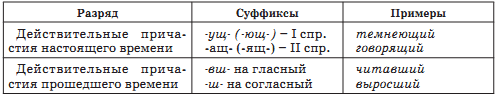 Разряд Суффиксы Примеры
Действительные прича- -ущ- (-ющ-) – I спр. темнеющий
стия настоящего времени -ащ- (-ящ-) – II спр. говорящий
Действительные прича- -вш- на гласный читавший
стия прошедшего времени -ш- на согласный выросший